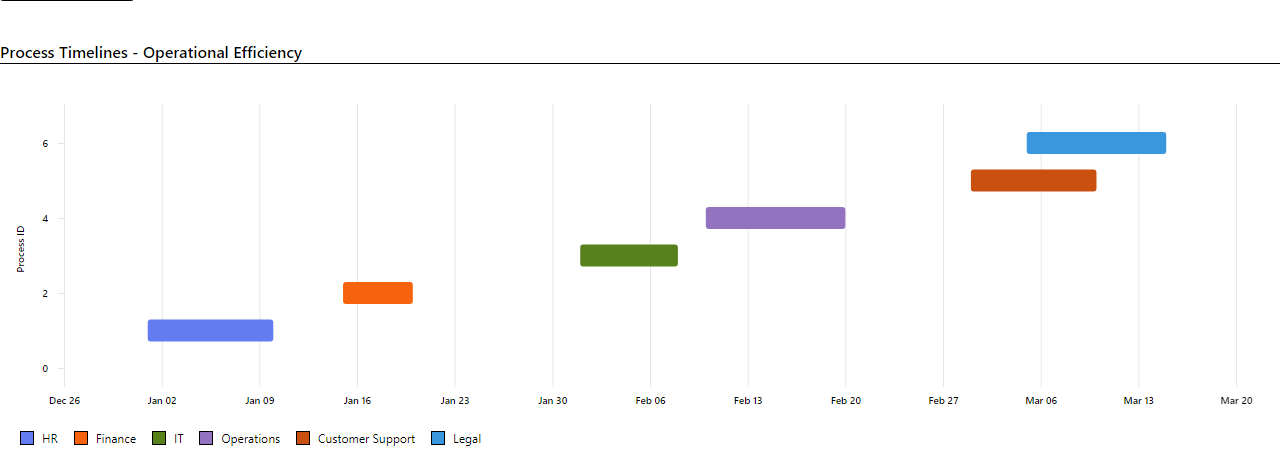 Process Timelines - Operational Efficiency
6
4
Process ID
2
0
Dec 26 Jan 02 Jan 09 Jan 16 Jan 23 Jan 30 Feb 06 Feb 13 Feb 20 Feb 27 Mar 06 Mar 13 Mar 20
HR Finance IT Operations Customer Support Legal